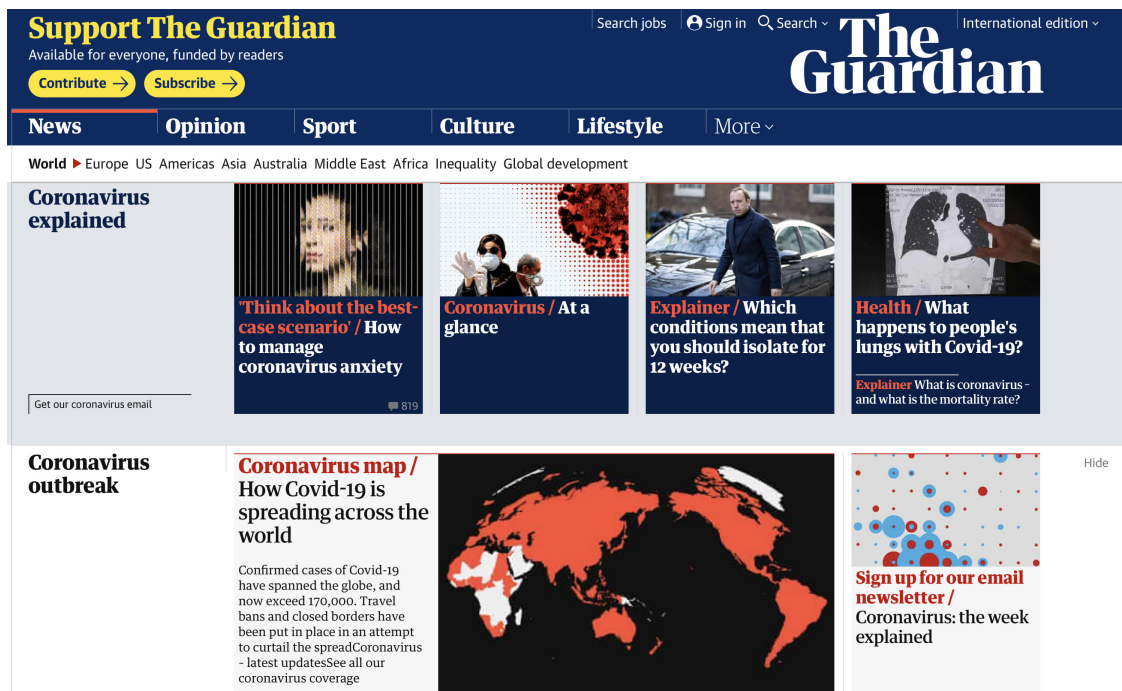 Support The Guardian
Available for everyone, funded by readers
Contribute →
Subscribe →
Search jobs
Sign in
Search
International edition
The
Guardian
News
Opinion
Sport
Culture
Lifestyle
More
World
Europe US Americas Asia Australia Middle East Africa Inequality Global development
Coronavirus
explained
Get our coronavirus email
'Think about the best-
case scenario' / How
to manage
coronavirus anxiety
819
Coronavirus / At a
glance
Explainer / Which
conditions mean that
you should isolate for
12 weeks?
Health / What
happens to people's
lungs with Covid-19?
Explainer What is coronavirus –
and what is the mortality rate?
Coronavirus
outbreak
Coronavirus map /
How Covid-19 is
spreading across the
world
Confirmed cases of Covid-19
have spanned the globe, and
now exceed 170,000. Travel
bans and closed borders have
been put in place in an attempt
to curtail the spreadCoronavirus
– latest updatesSee all our
coronavirus coverage
Sign up for our email
newsletter /
Coronavirus: the week
explained
Hide